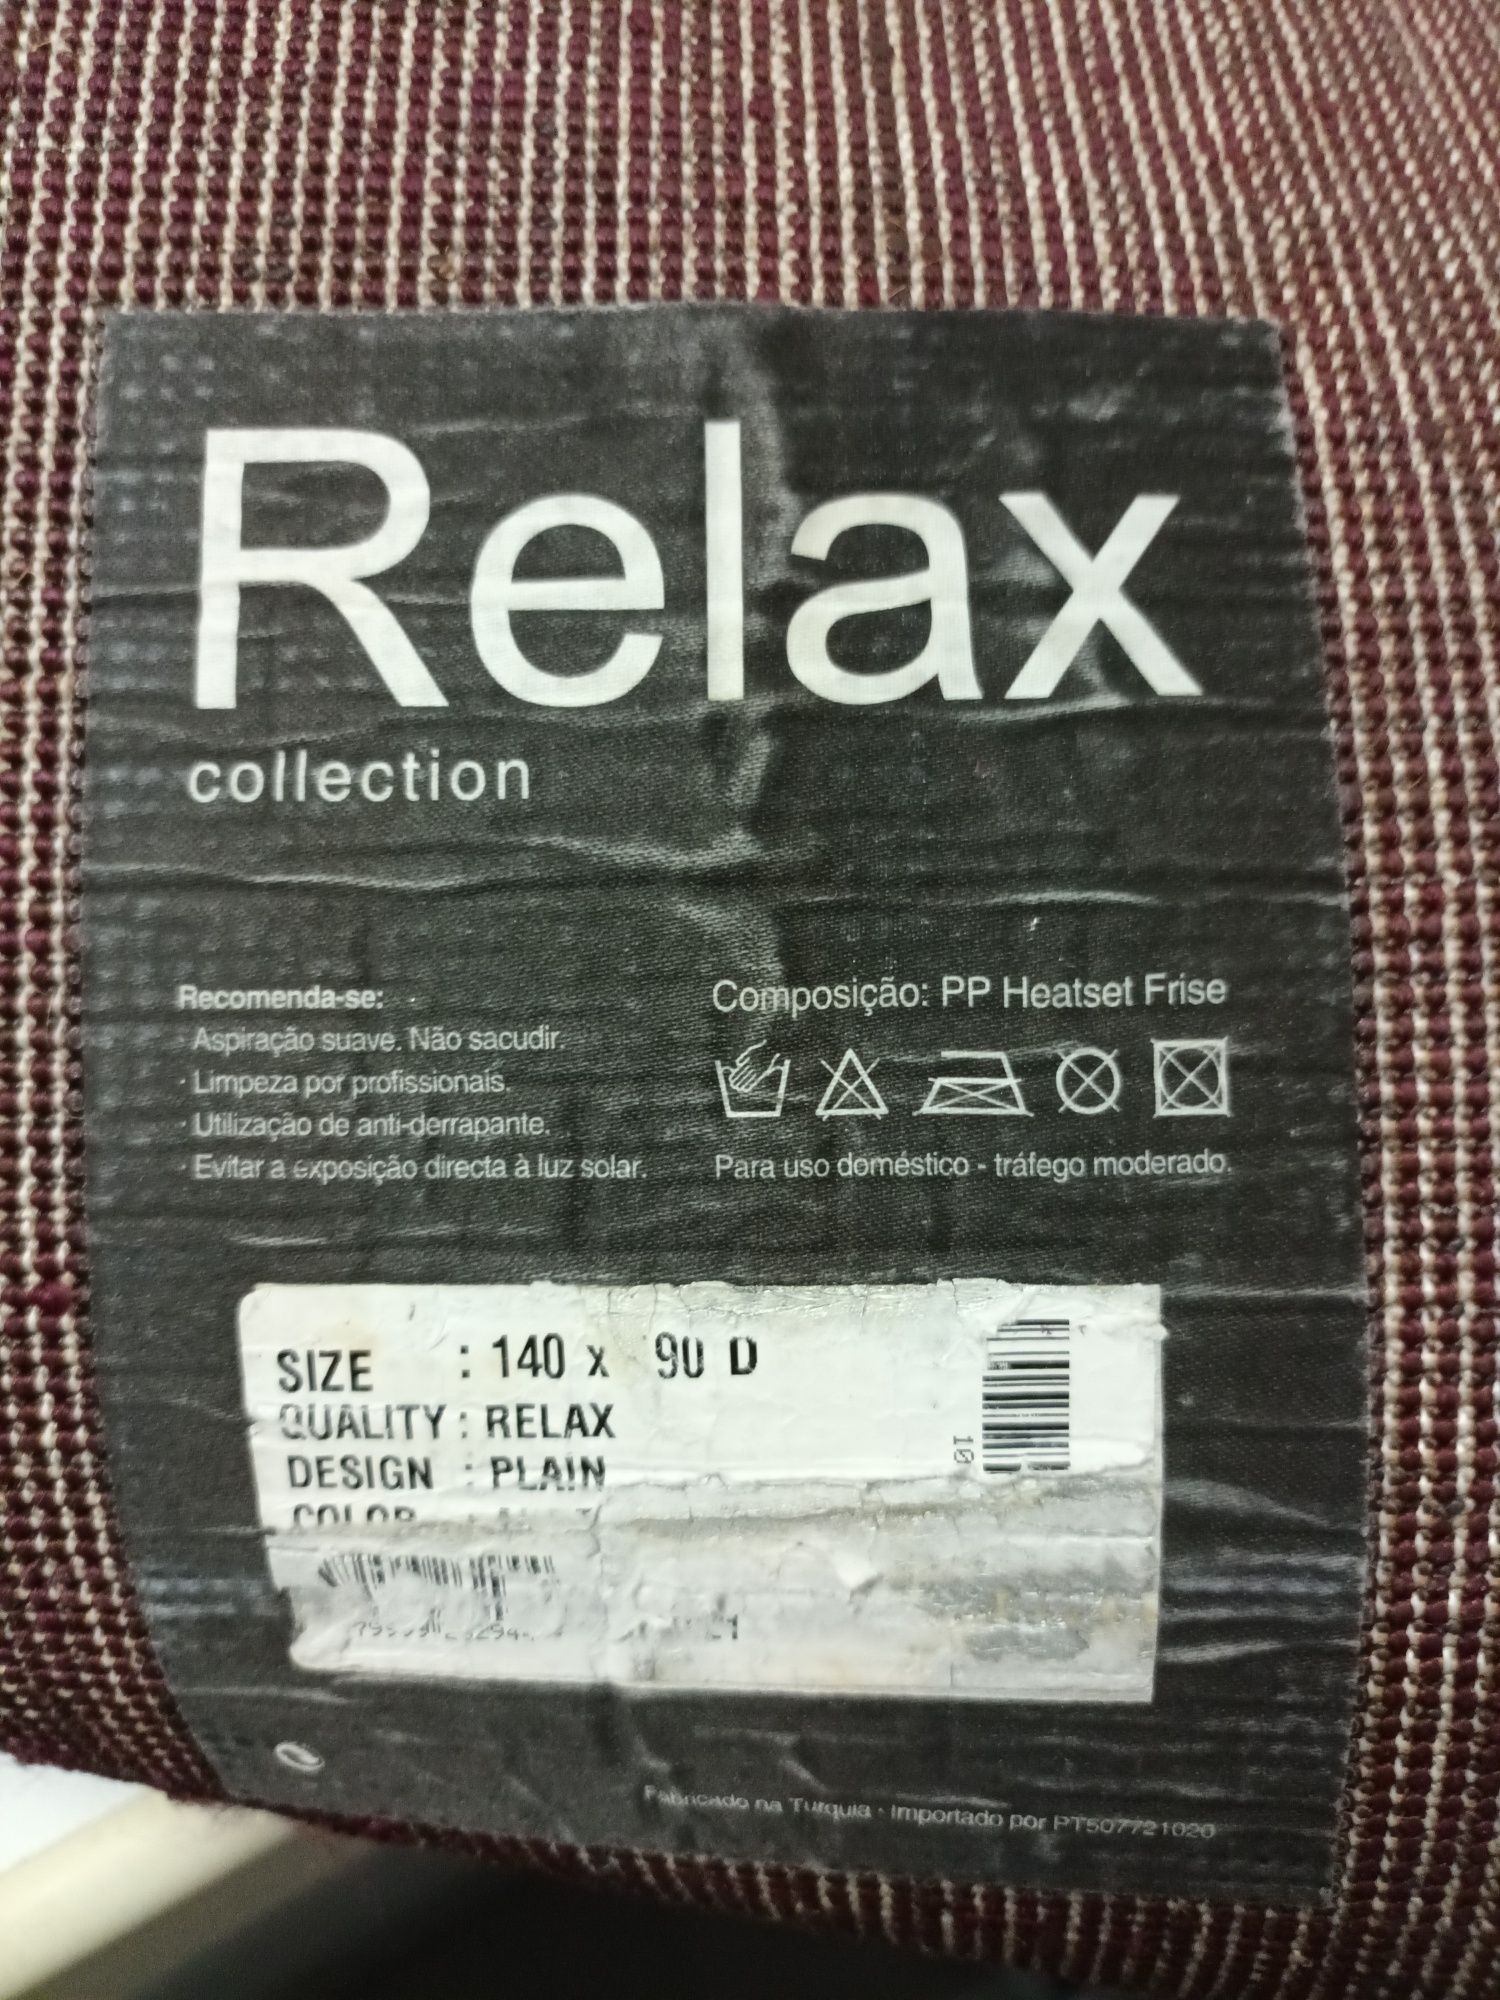 Relax
collection
Recomenda-se:
· Aspiração suave. Não sacudir.
· Limpeza por profissionais.
· Utilização de anti-derrapante.
· Evitar a exposição directa à luz solar.
Composição: PP Heatset Frise
Para uso doméstico - tráfego moderado.
SIZE : 140 x 90 D
QUALITY : RELAX
DESIGN : PLAIN
COLOR :
10
Fabricado na Turquia - Importado por PT507721020